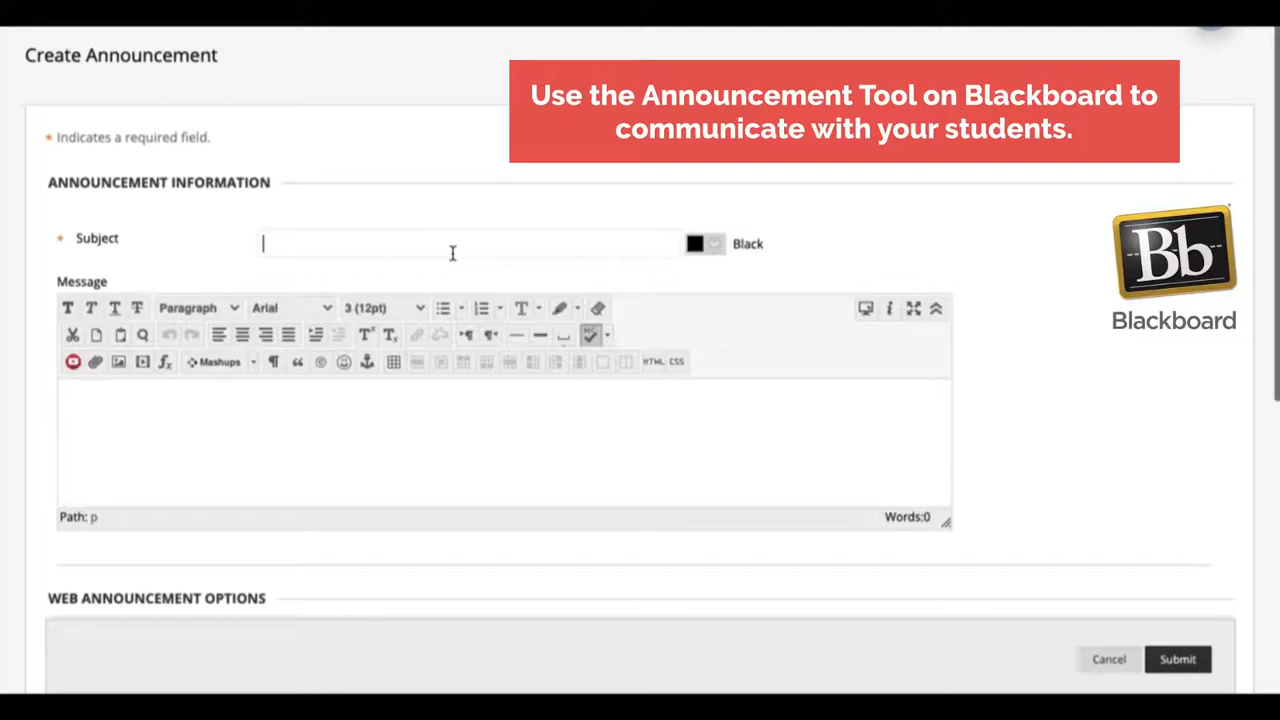 Create Announcement
Use the Announcement Tool on Blackboard to
communicate with your students.
* Indicates a required field.
ANNOUNCEMENT INFORMATION
* Subject
Black
Bb
Blackboard
Message
T T T T Paragraph Arial 3 (12pt) T
T˟ Tₓ ABC
Mashups HTML CSS
Path: p
Words:0
WEB ANNOUNCEMENT OPTIONS
Cancel
Submit